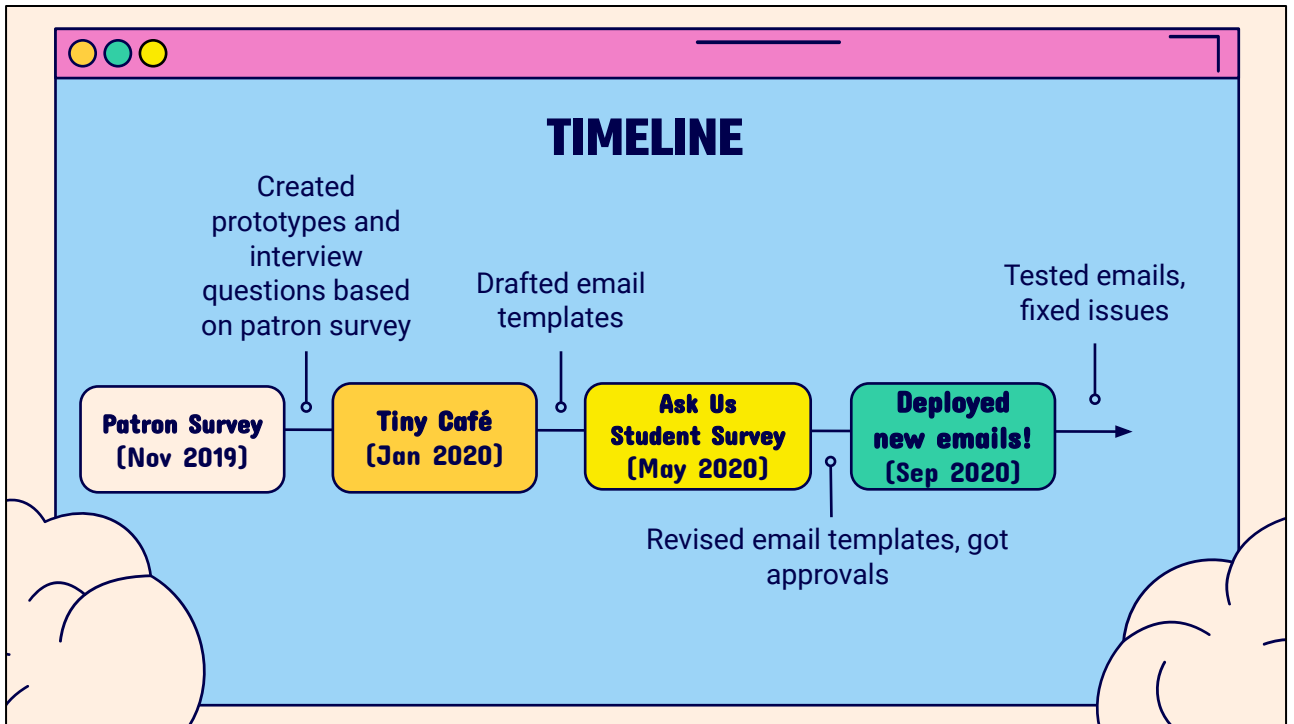 TIMELINE
Created
prototypes and
interview
questions based
on patron survey
Drafted email
templates
Tested emails,
fixed issues
Patron Survey
(Nov 2019)
Tiny Café
(Jan 2020)
Ask Us
Student Survey
(May 2020)
Deployed
new emails!
(Sep 2020)
Revised email templates, got
approvals